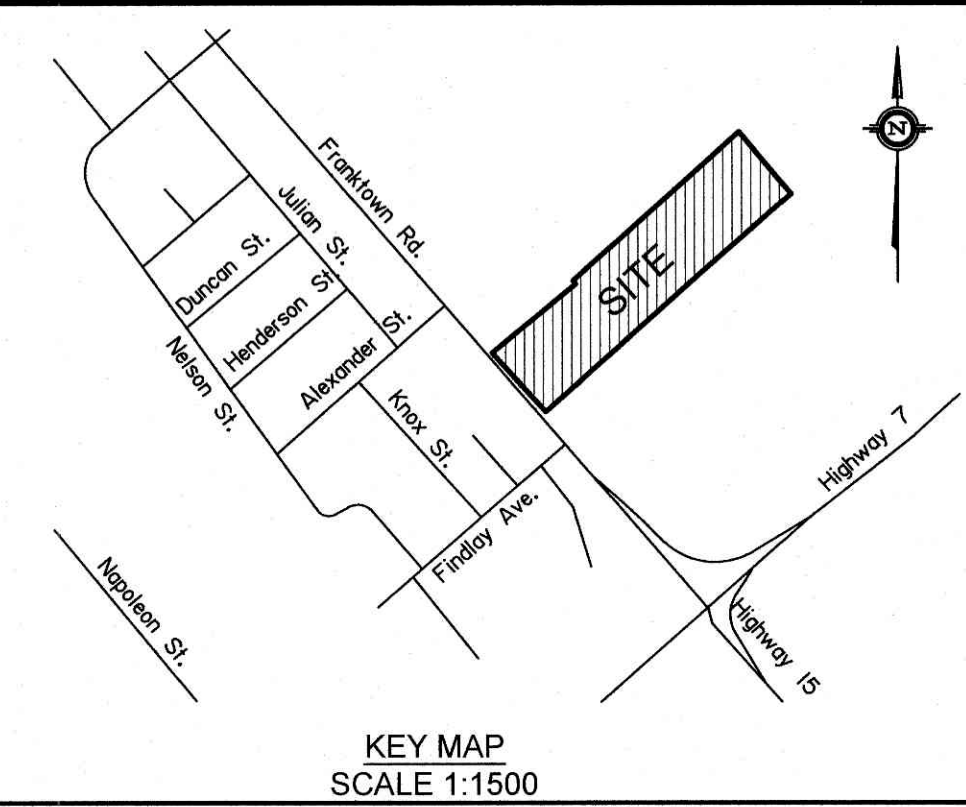 Franktown Rd.
N
Julian St.
Duncan St.
Henderson St.
SITE
Alexander St.
Nelson St.
Knox St.
Highway 7
Findlay Ave.
Napoleon St.
Highway 15
KEY MAP
SCALE 1:1500